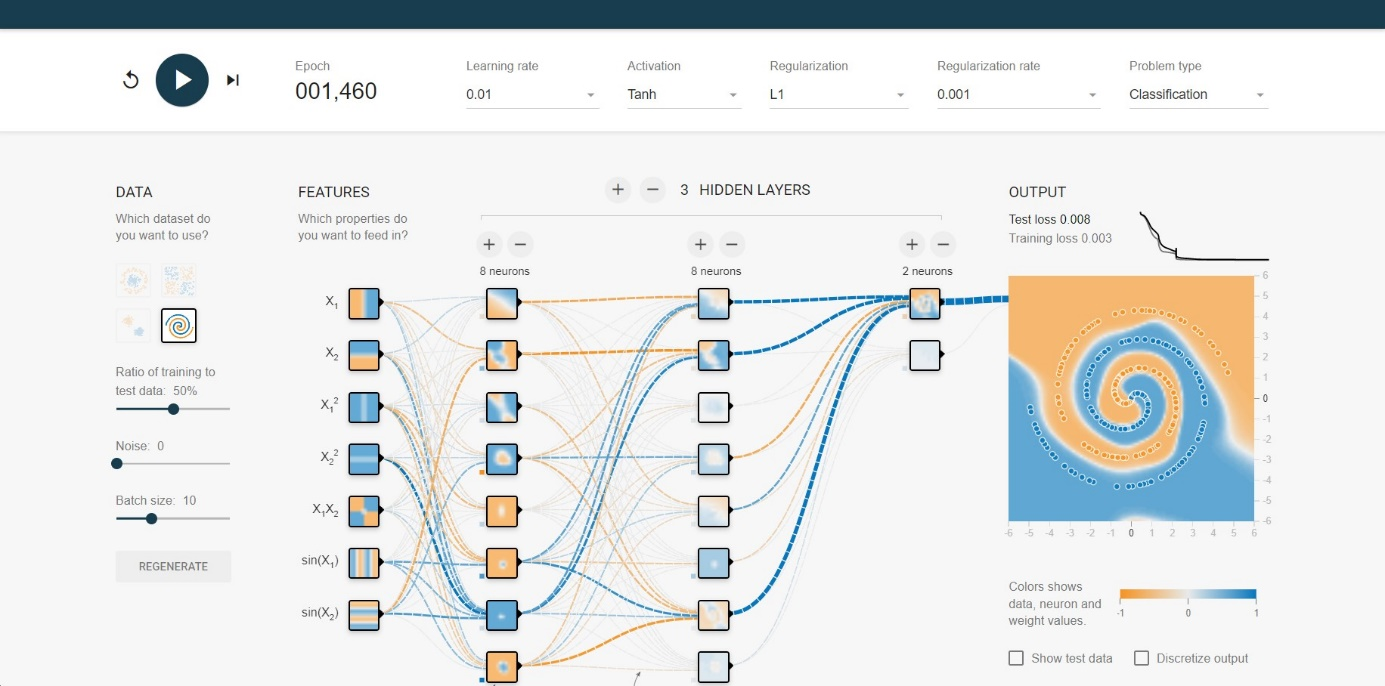 Epoch
001,460
Learning rate
0.01
Activation
Tanh
Regularization
L1
Regularization rate
0.001
Problem type
Classification
DATA
Which dataset do
you want to use?
Ratio of training to
test data: 50%
Noise: 0
Batch size: 10
REGENERATE
FEATURES
Which properties do
you want to feed in?
X₁
X₂
X₁²
X₂²
X₁X₂
sin(X₁)
sin(X₂)
+ − 3 HIDDEN LAYERS
+ −
8 neurons
+ −
8 neurons
+ −
2 neurons
OUTPUT
Test loss 0.008
Training loss 0.003
6
5
4
3
2
1
0
-1
-2
-3
-4
-5
-6
-6 -5 -4 -3 -2 -1 0 1 2 3 4 5 6
Colors shows
data, neuron and
weight values.
-1 0 1
Show test data
Discretize output